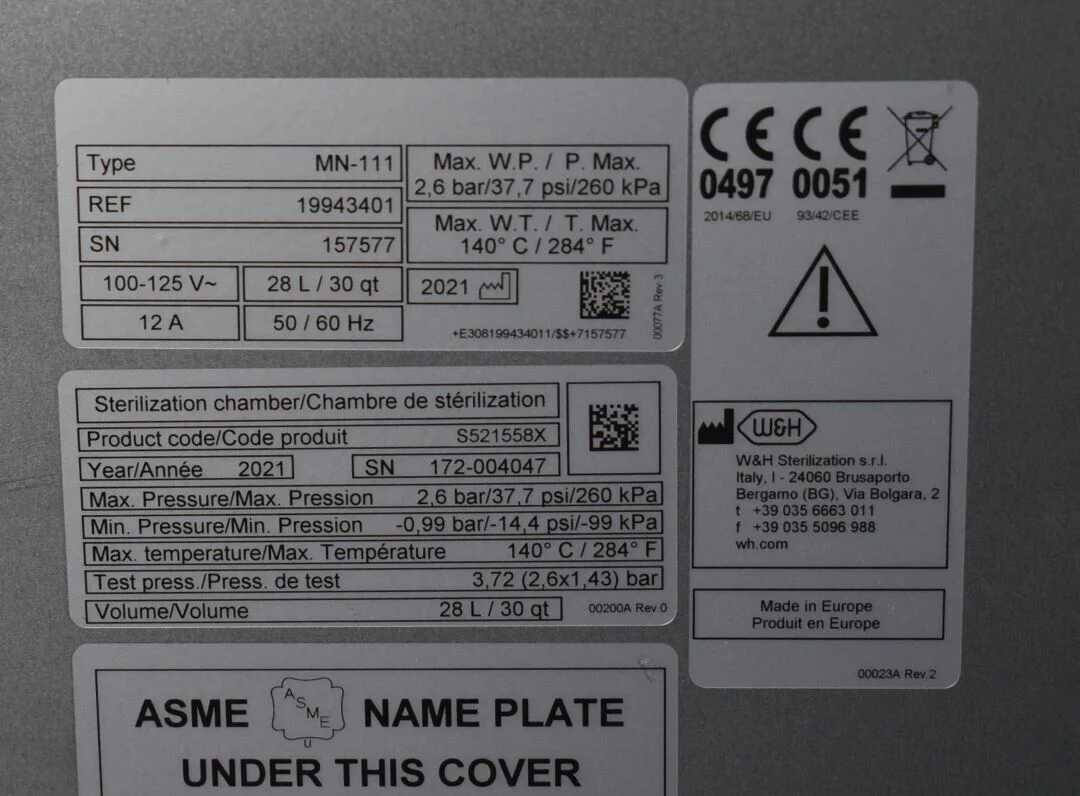 Type MN-111
REF 19943401
SN 157577
100-125 V~ 28 L / 30 qt
12 A 50 / 60 Hz
Max. W.P. / P. Max.
2,6 bar/37,7 psi/260 kPa
Max. W.T. / T. Max.
140° C / 284° F
2021
+E308199434011/$$+7157577
00077A Rev.3
Sterilization chamber/Chambre de stérilization
Product code/Code produit S521558X
Year/Année 2021 SN 172-004047
Max. Pressure/Max. Pression 2,6 bar/37,7 psi/260 kPa
Min. Pressure/Min. Pression -0,99 bar/-14,4 psi/-99 kPa
Max. temperature/Max. Température 140° C / 284° F
Test press./Press. de test 3,72 (2,6x1,43) bar
Volume/Volume 28 L / 30 qt
00200A Rev.0
ASME ASME NAME PLATE
U
UNDER THIS COVER
CE CE
0497 0051
2014/68/EU 93/42/CEE
W&H
W&H Sterilization s.r.l.
Italy, I - 24060 Brusaporto
Bergamo (BG), Via Bolgara, 2
t +39 035 6663 011
f +39 035 5096 988
wh.com
Made in Europe
Produit en Europe
00023A Rev.2